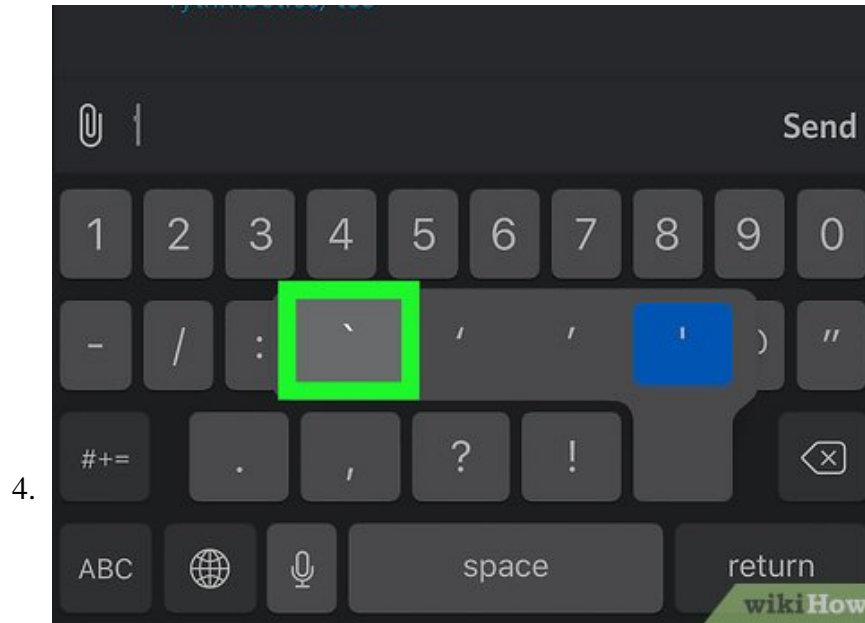 Send
1 2 3 4 5 6 7 8 9 0
- / : ` ‘ ’ ' "
#+= . , ? !
4.
ABC space return
wikiHow